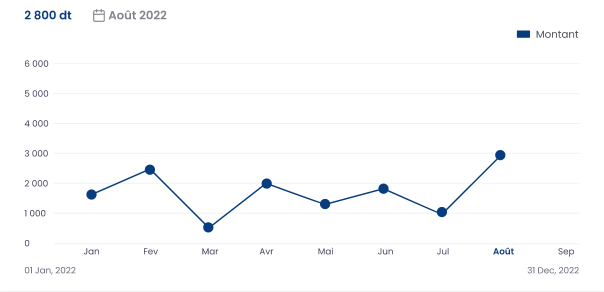 2 800 dt Août 2022
Montant
6 000
5 000
4 000
3 000
2 000
1 000
0
Jan Fev Mar Avr Mai Jun Jul Août Sep
01 Jan, 2022 31 Dec, 2022